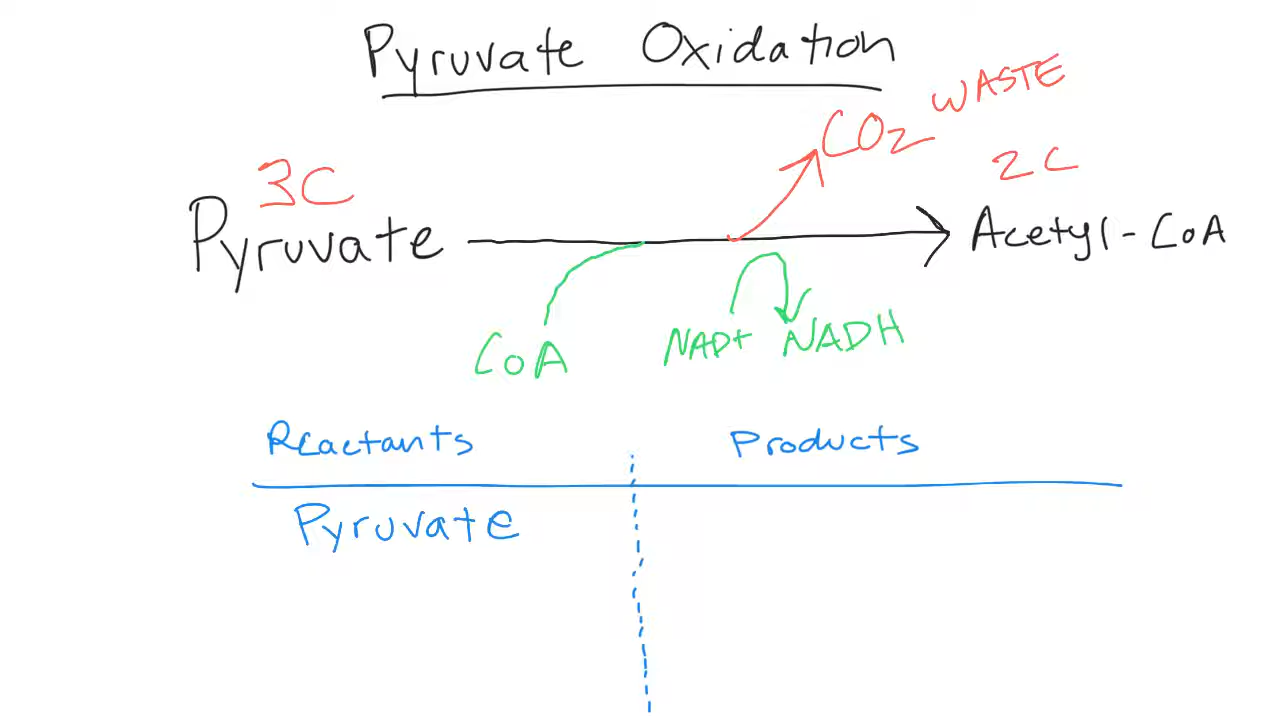 Pyruvate Oxidation
CO2 WASTE
3C
2C
Pyruvate
Acetyl-CoA
CoA
NAD+ NADH
Reactants
Products
Pyruvate